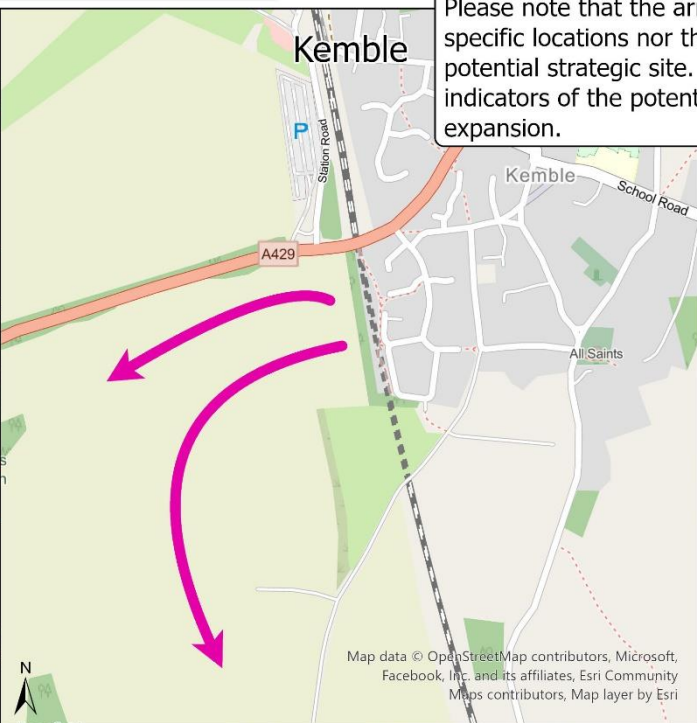 Please note that the ar
specific locations nor th
potential strategic site.
indicators of the potent
expansion.
Kemble
P
Station Road
Kemble
School Road
A429
All Saints
s
n
N
Map data © OpenStreetMap contributors, Microsoft,
Facebook, Inc. and its affiliates, Esri Community
Maps contributors, Map layer by Esri